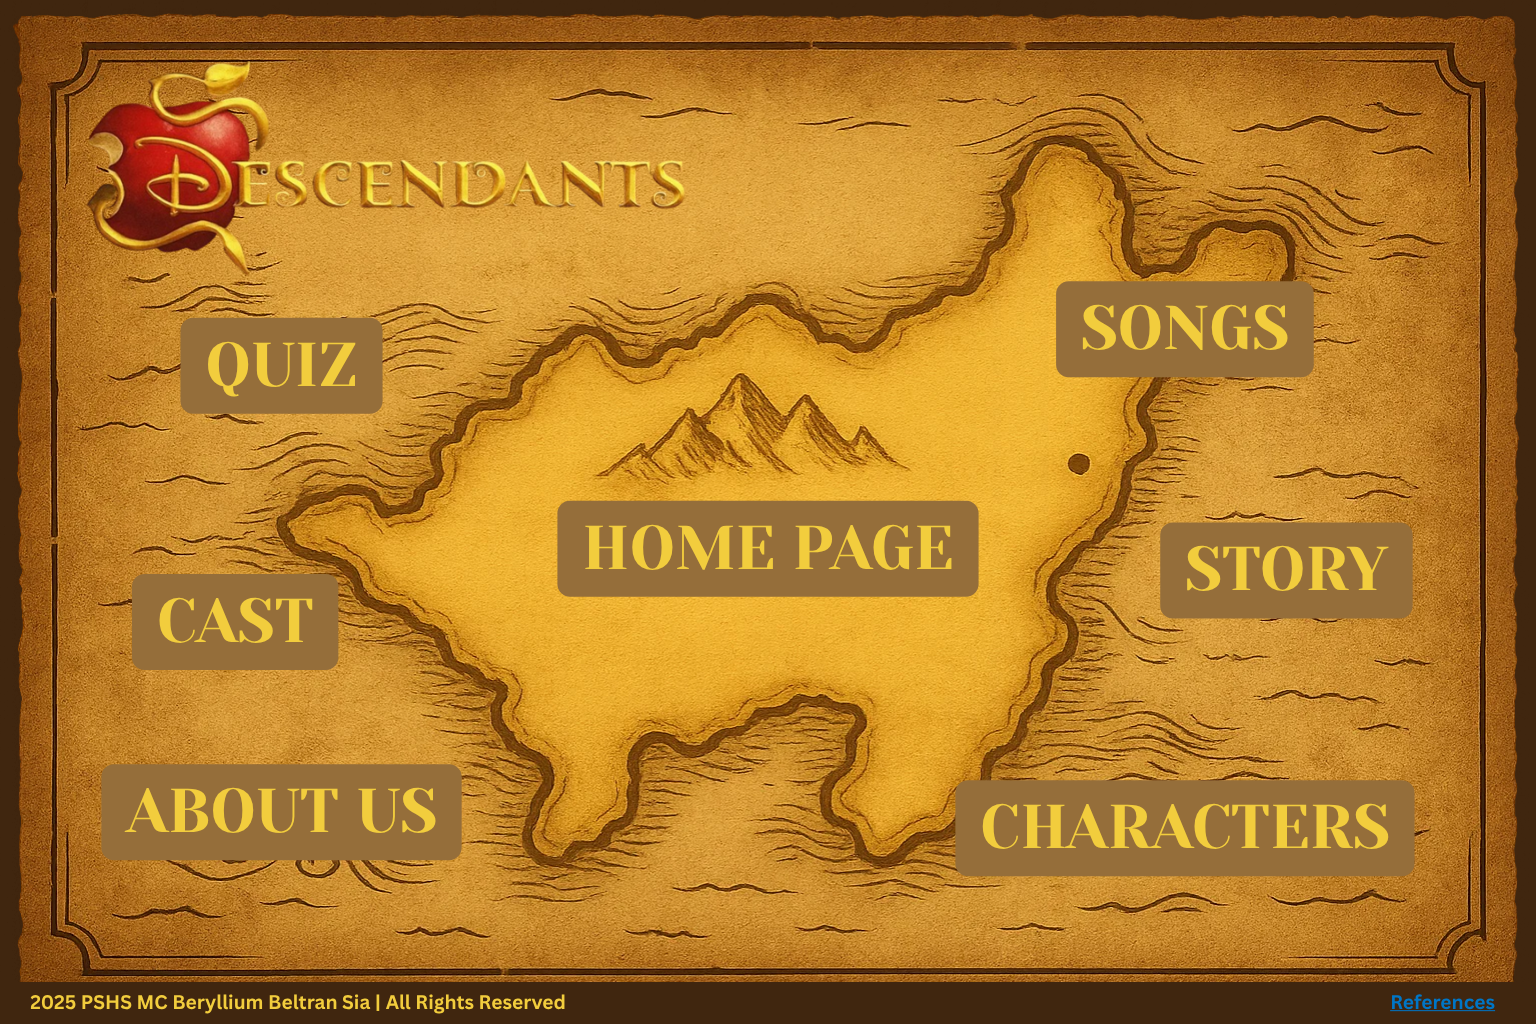 DESCENDANTS
SONGS
QUIZ
HOME PAGE
STORY
CAST
ABOUT US
CHARACTERS
2025 PSHS MC Beryllium Beltran Sia | All Rights Reserved
References